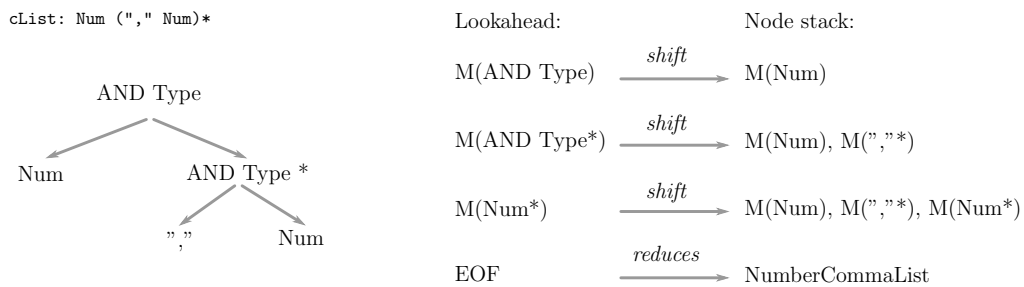 cList: Num ("," Num)*
AND Type
Num
AND Type *
","
Num
Lookahead:
Node stack:
M(AND Type)
shift
M(Num)
M(AND Type*)
shift
M(Num), M(","*)
M(Num*)
shift
M(Num), M(","*), M(Num*)
EOF
reduces
NumberCommaList